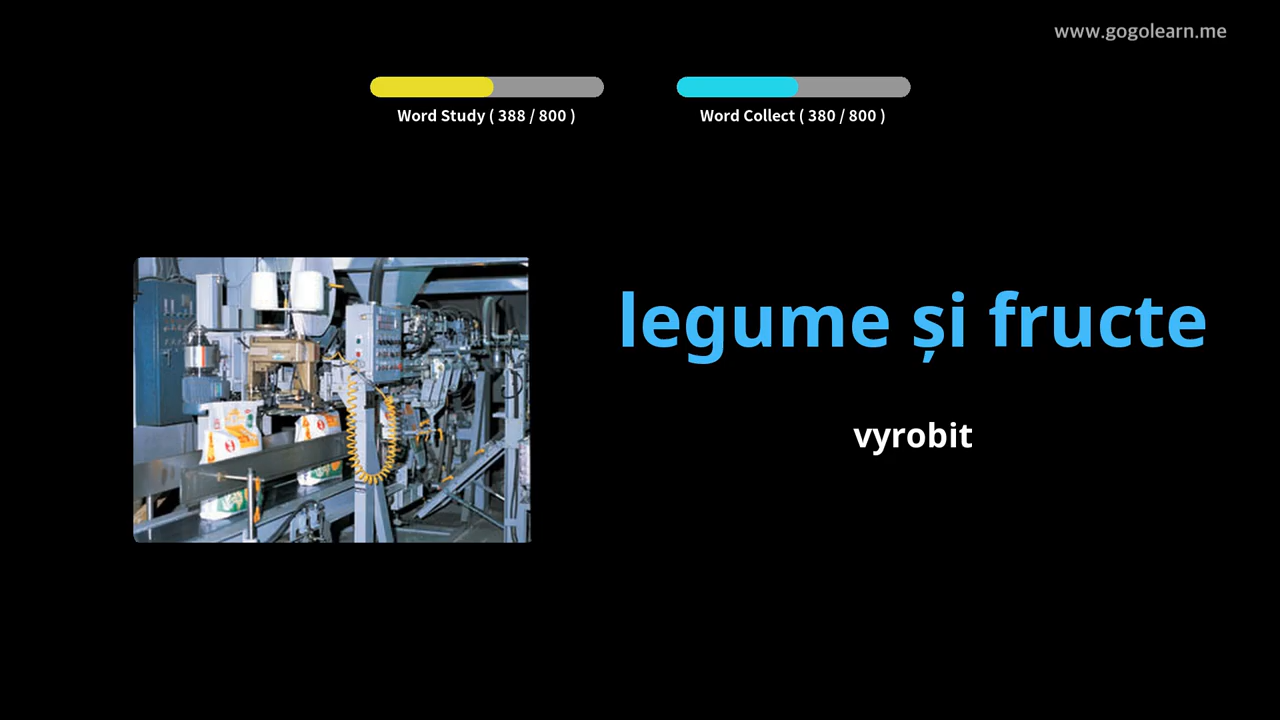 www.gogolearn.me
Word Study ( 388 / 800 )
Word Collect ( 380 / 800 )
legume și fructe
vyrobit